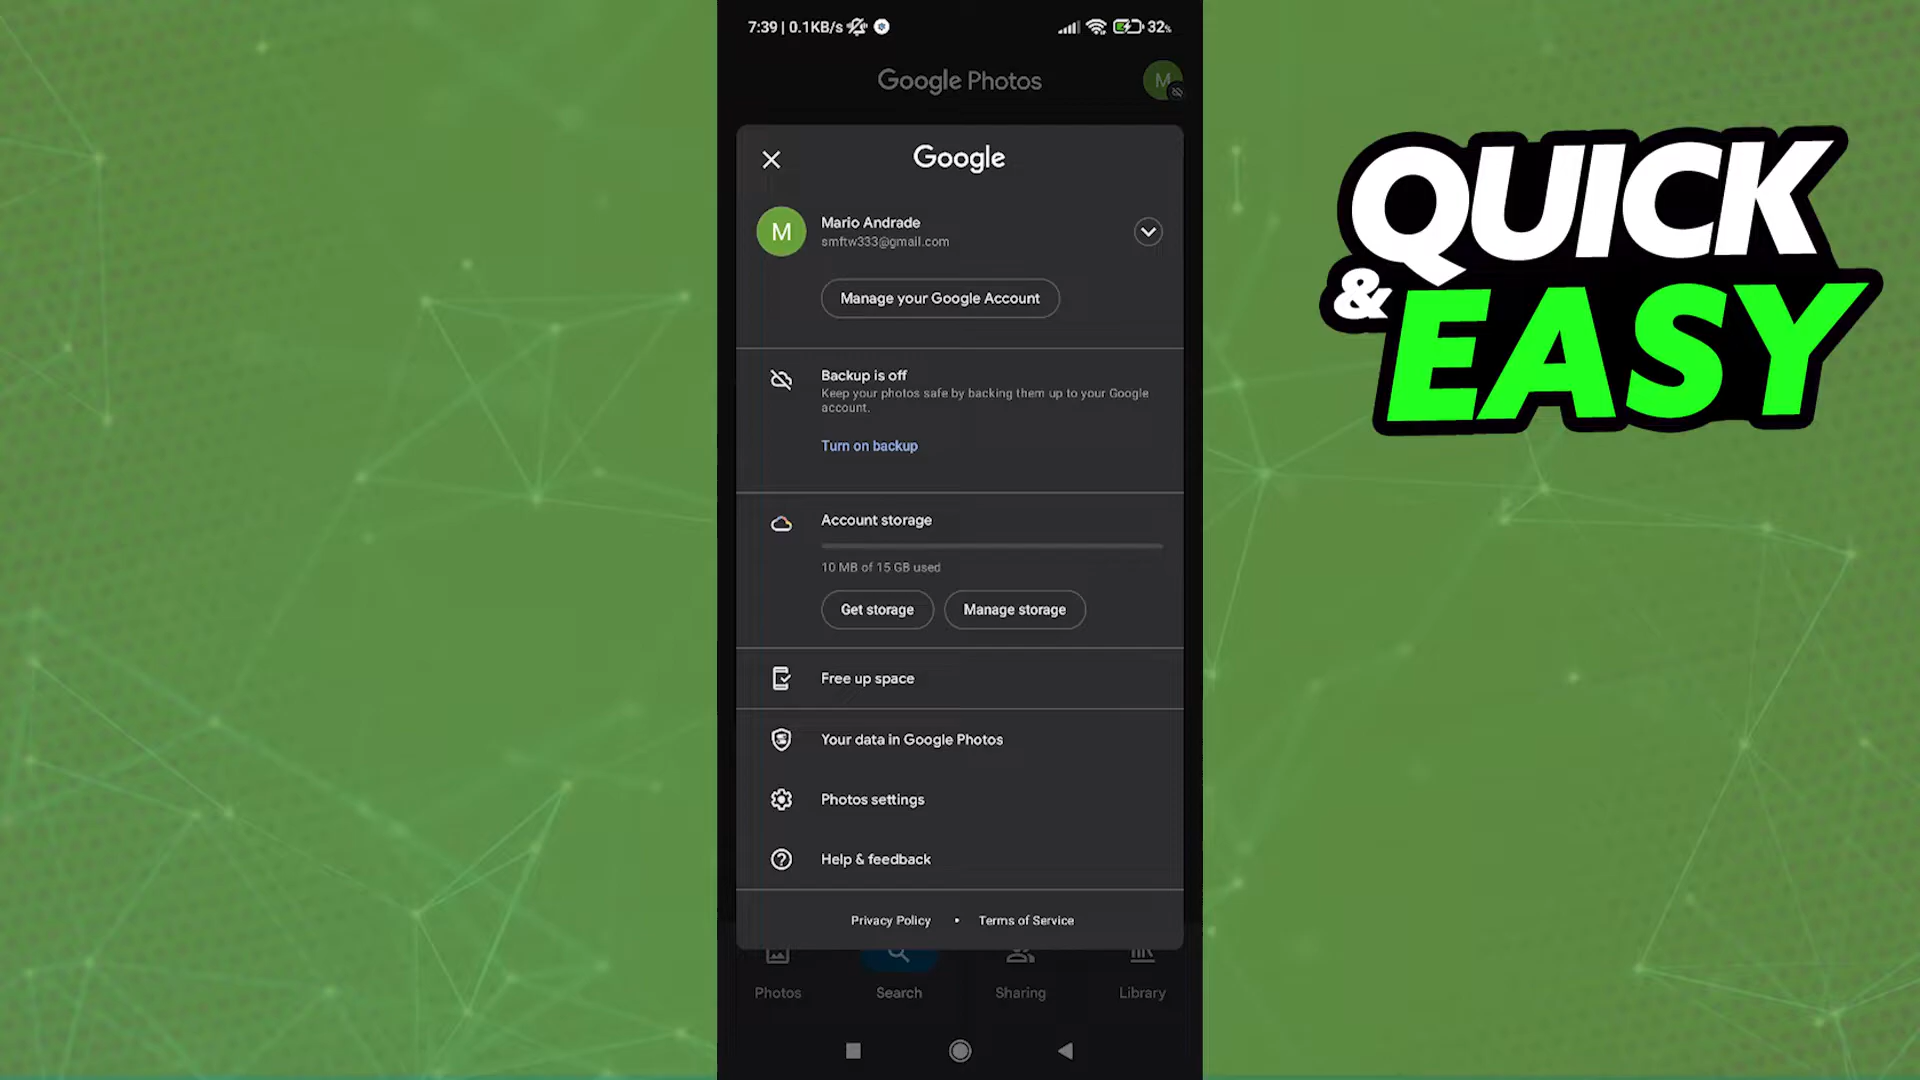 7:39 | 0.1KB/s
32%
Google Photos
M
Google
M
Mario Andrade
smftw333@gmail.com
Manage your Google Account
Backup is off
Keep your photos safe by backing them up to your Google
account.
Turn on backup
Account storage
10 MB of 15 GB used
Get storage
Manage storage
Free up space
Your data in Google Photos
Photos settings
Help & feedback
Privacy Policy • Terms of Service
Photos
Search
Sharing
Library
QUICK
& EASY